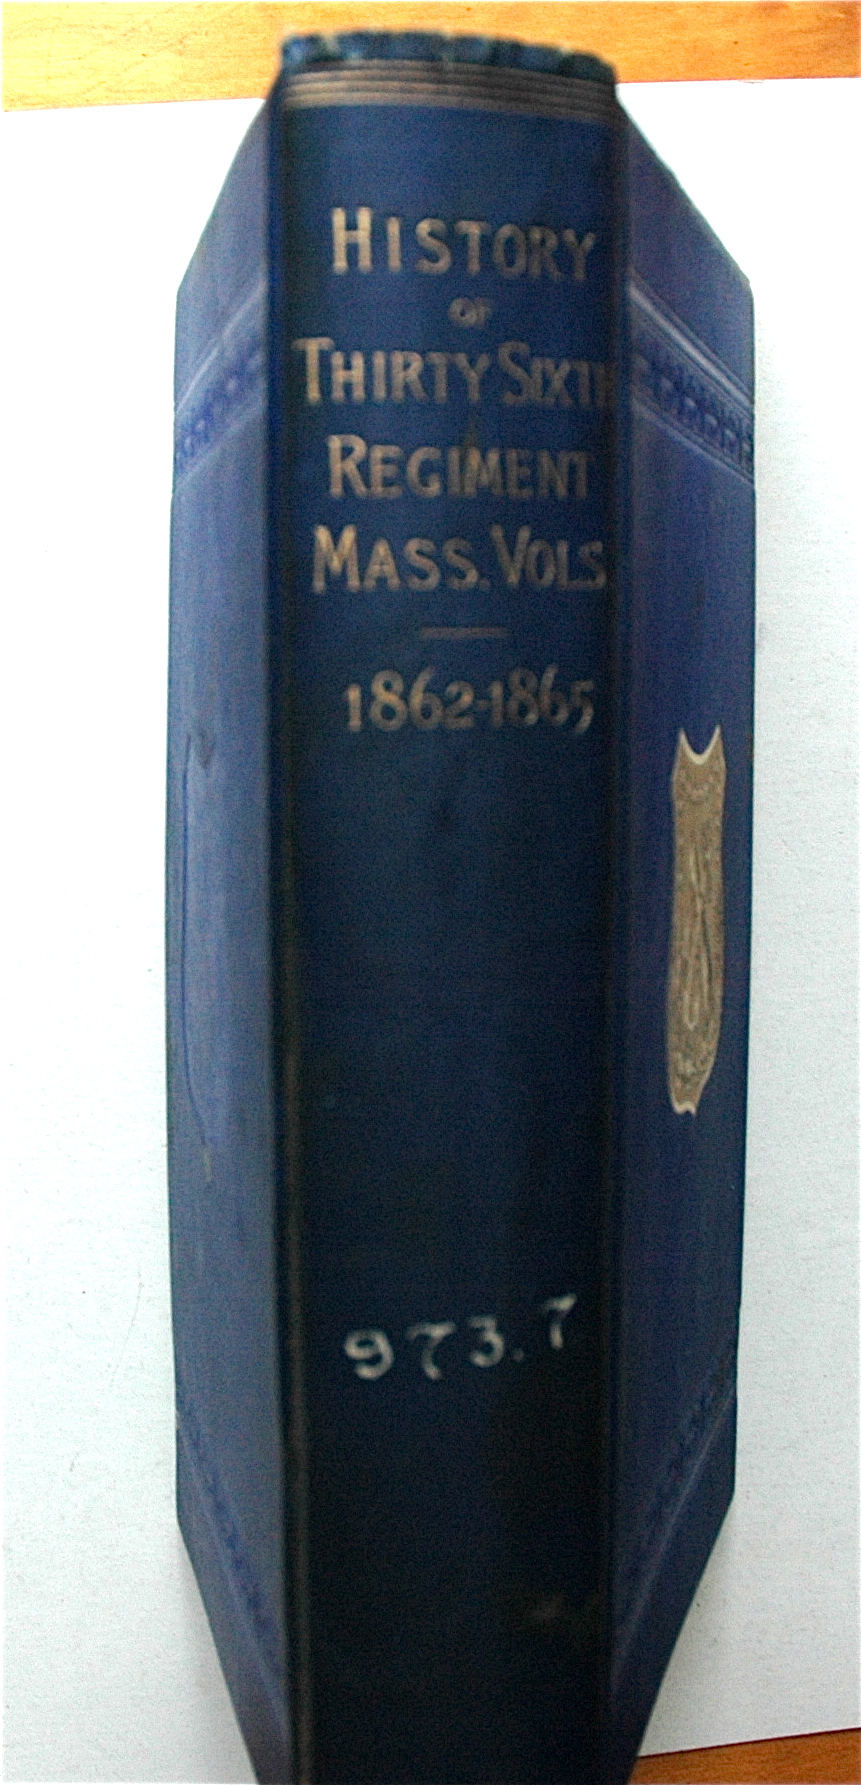 HISTORY
OF
THIRTY SIXTH
REGIMENT
MASS. VOLS
1862-1865
973.7